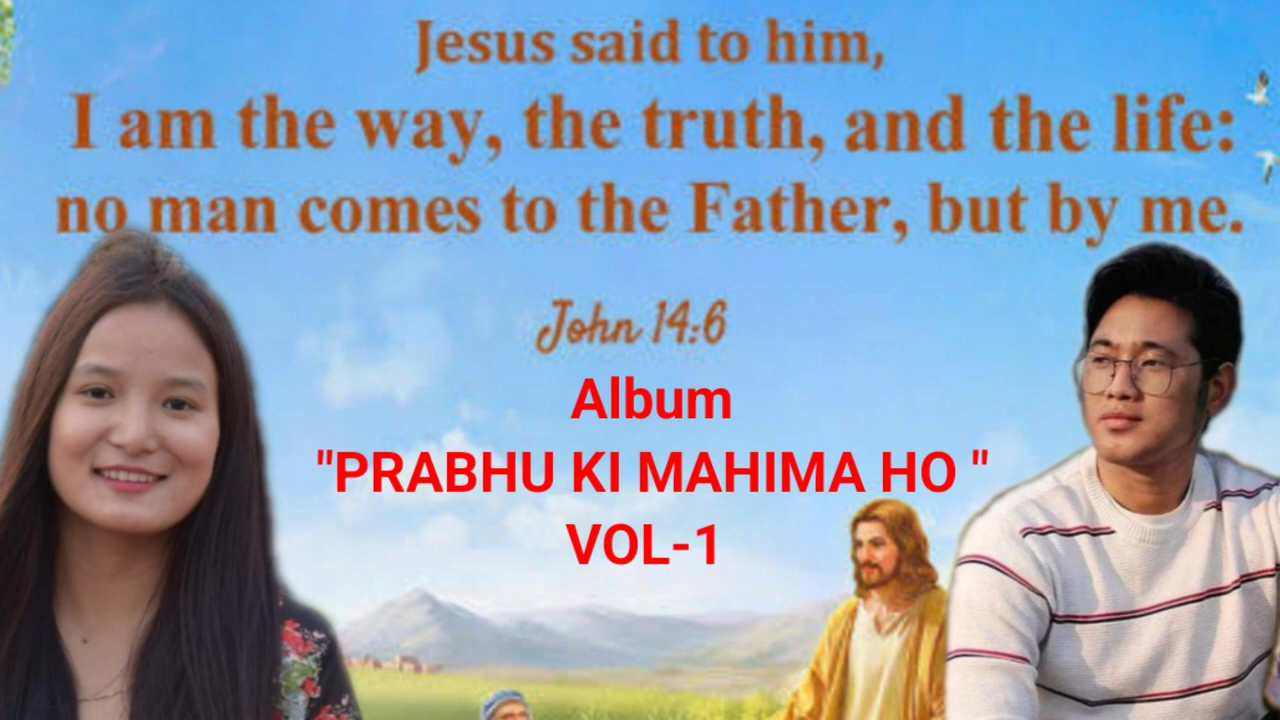 Jesus said to him,
I am the way, the truth, and the life:
no man comes to the Father, but by me.
John 14:6
Album
"PRABHU KI MAHIMA HO "
VOL-1